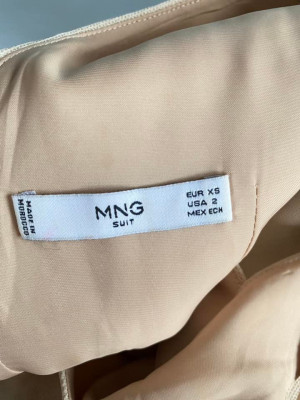 MADE IN
MOROCCO
MNG
SUIT
EUR XS
USA 2
MEX ECH